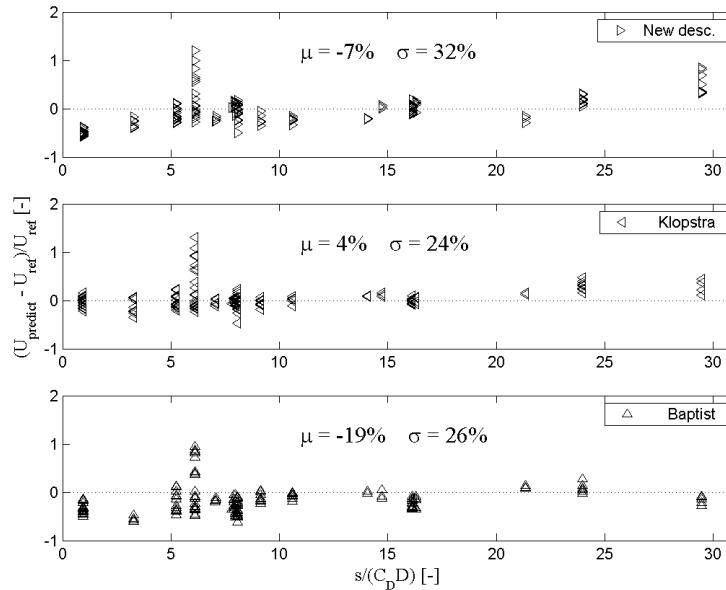 2
1
0
-1
New desc.
μ = -7% σ = 32%
0 5 10 15 20 25 30
2
1
0
-1
Klopstra
μ = 4% σ = 24%
0 5 10 15 20 25 30
(U_predict - U_ref)/U_ref [-]
2
1
0
-1
Baptist
μ = -19% σ = 26%
0 5 10 15 20 25 30
s/(C_D D) [-]